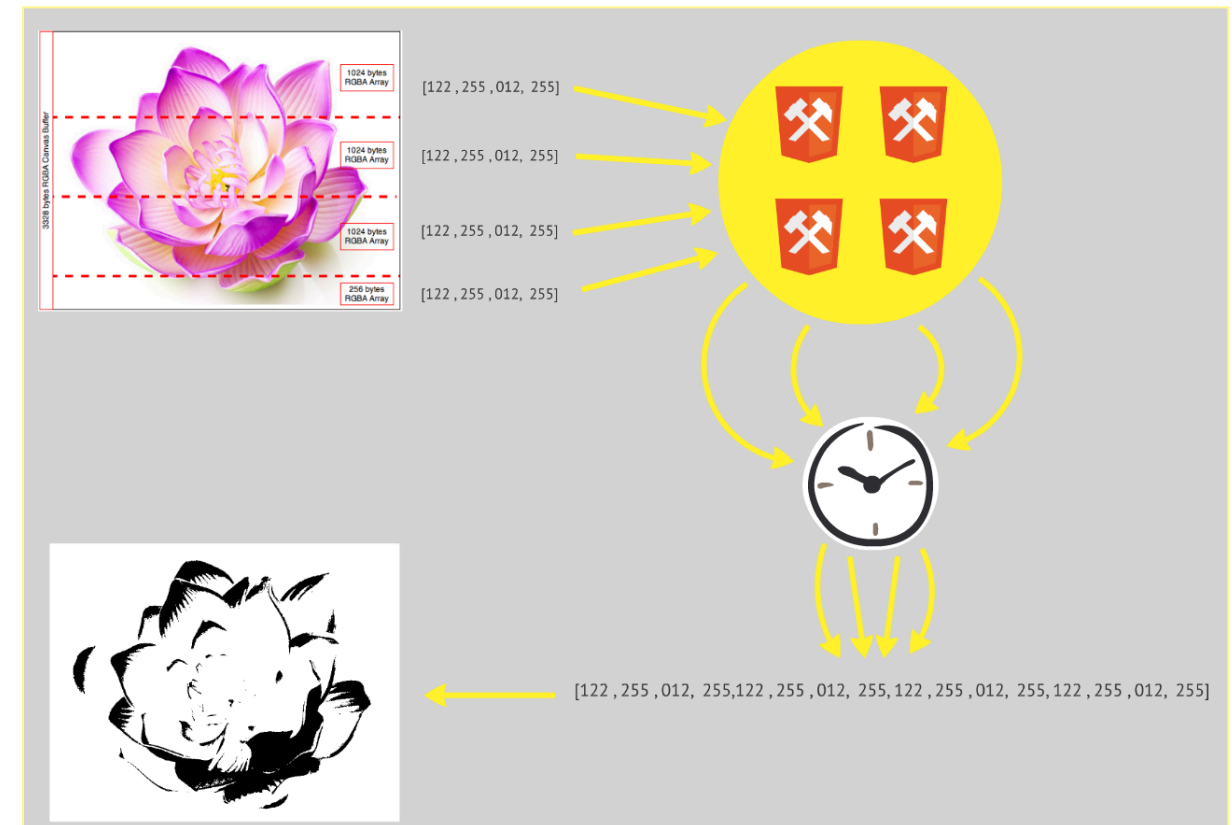 3328 bytes RGBA Canvas Buffer
1024 bytes
RGBA Array
1024 bytes
RGBA Array
1024 bytes
RGBA Array
256 bytes
RGBA Array
[122 , 255 , 012, 255]
[122 , 255 , 012, 255]
[122 , 255 , 012, 255]
[122 , 255 , 012, 255]
[122 , 255 , 012, 255,122 , 255 , 012, 255,122 , 255 , 012, 255,122 , 255 , 012, 255]